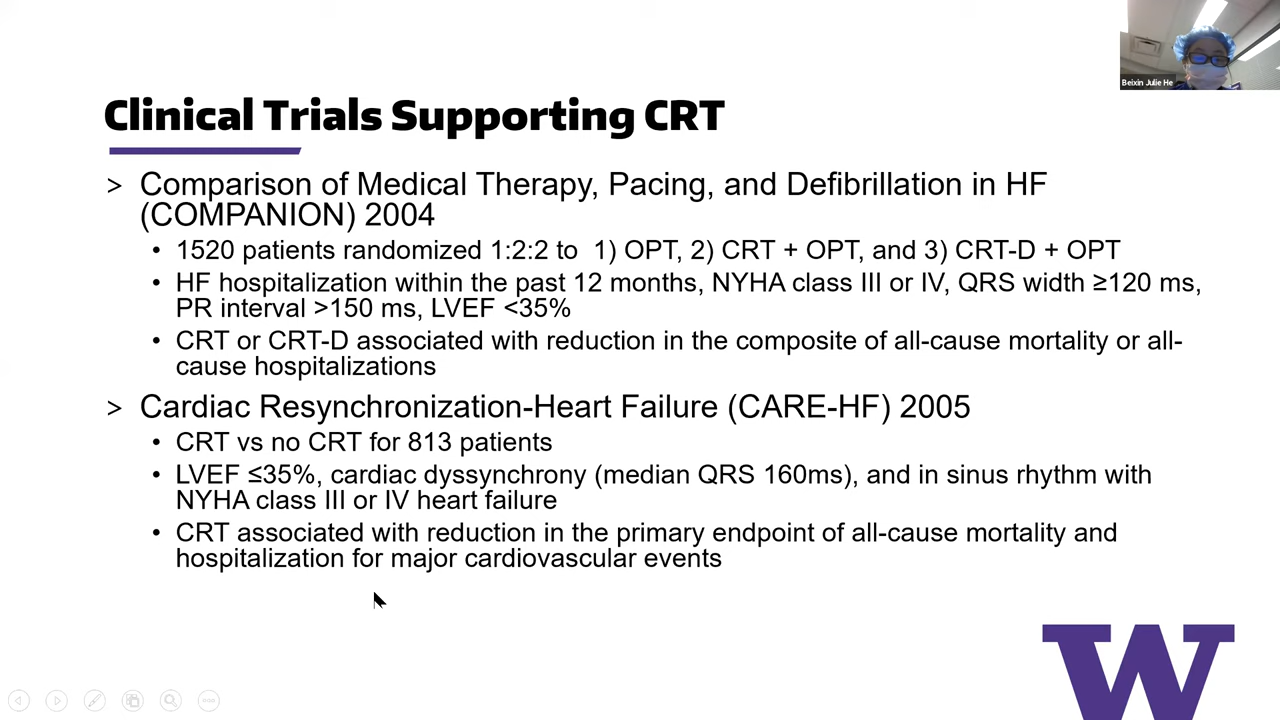 Beixin Julie He
Clinical Trials Supporting CRT
> Comparison of Medical Therapy, Pacing, and Defibrillation in HF
(COMPANION) 2004
• 1520 patients randomized 1:2:2 to  1) OPT, 2) CRT + OPT, and 3) CRT-D + OPT
• HF hospitalization within the past 12 months, NYHA class III or IV, QRS width ≥120 ms,
PR interval >150 ms, LVEF <35%
• CRT or CRT-D associated with reduction in the composite of all-cause mortality or all-
cause hospitalizations
> Cardiac Resynchronization-Heart Failure (CARE-HF) 2005
• CRT vs no CRT for 813 patients
• LVEF ≤35%, cardiac dyssynchrony (median QRS 160ms), and in sinus rhythm with
NYHA class III or IV heart failure
• CRT associated with reduction in the primary endpoint of all-cause mortality and
hospitalization for major cardiovascular events
W